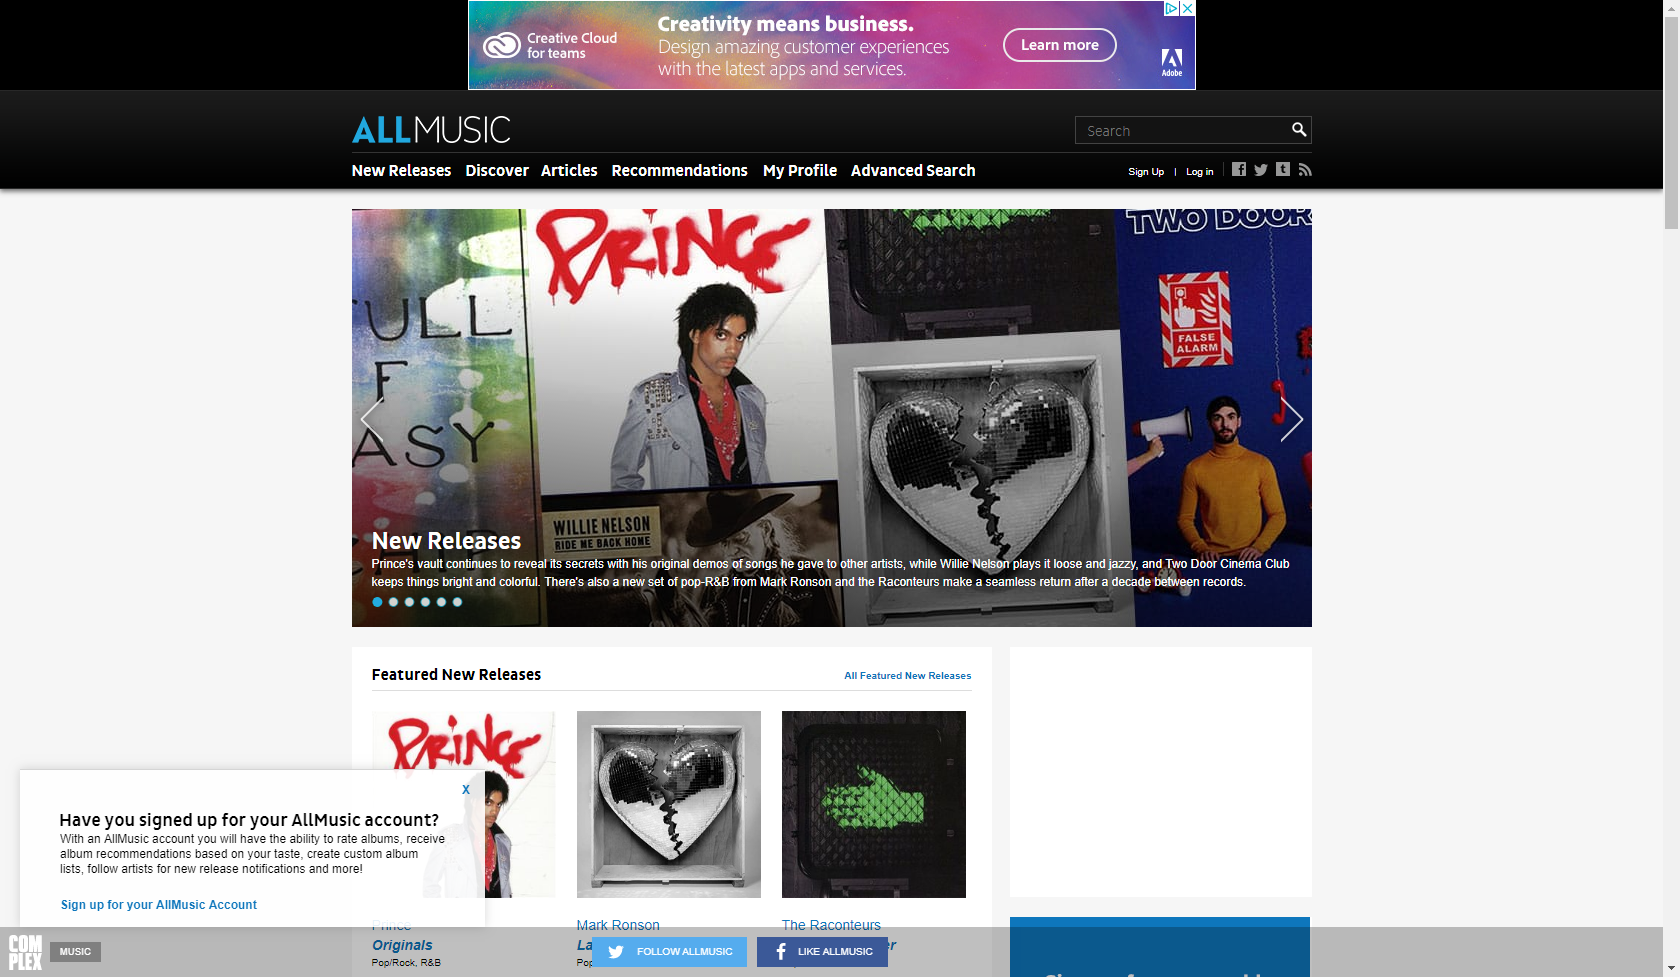 Creative Cloud
for teams
Creativity means business.
Design amazing customer experiences
with the latest apps and services.
Learn more
Adobe
ALLMUSIC
Search
New Releases
Discover
Articles
Recommendations
My Profile
Advanced Search
Sign Up | Log in
PRINCE
TWO DOOR
FULL
OF
EASY
FALSE
ALARM
WILLIE NELSON
RIDE ME BACK HOME
New Releases
Prince's vault continues to reveal its secrets with his original demos of songs he gave to other artists, while Willie Nelson plays it loose and jazzy, and Two Door Cinema Club
keeps things bright and colorful. There's also a new set of pop-R&B from Mark Ronson and the Raconteurs make a seamless return after a decade between records.
Featured New Releases
All Featured New Releases
PRINCE
X
Have you signed up for your AllMusic account?
With an AllMusic account you will have the ability to rate albums, receive
album recommendations based on your taste, create custom album
lists, follow artists for new release notifications and more!
Sign up for your AllMusic Account
Prince
Originals
Pop/Rock, R&B
Mark Ronson
La
Pop
The Raconteurs
er
COMPLEX
MUSIC
FOLLOW ALLMUSIC
LIKE ALLMUSIC